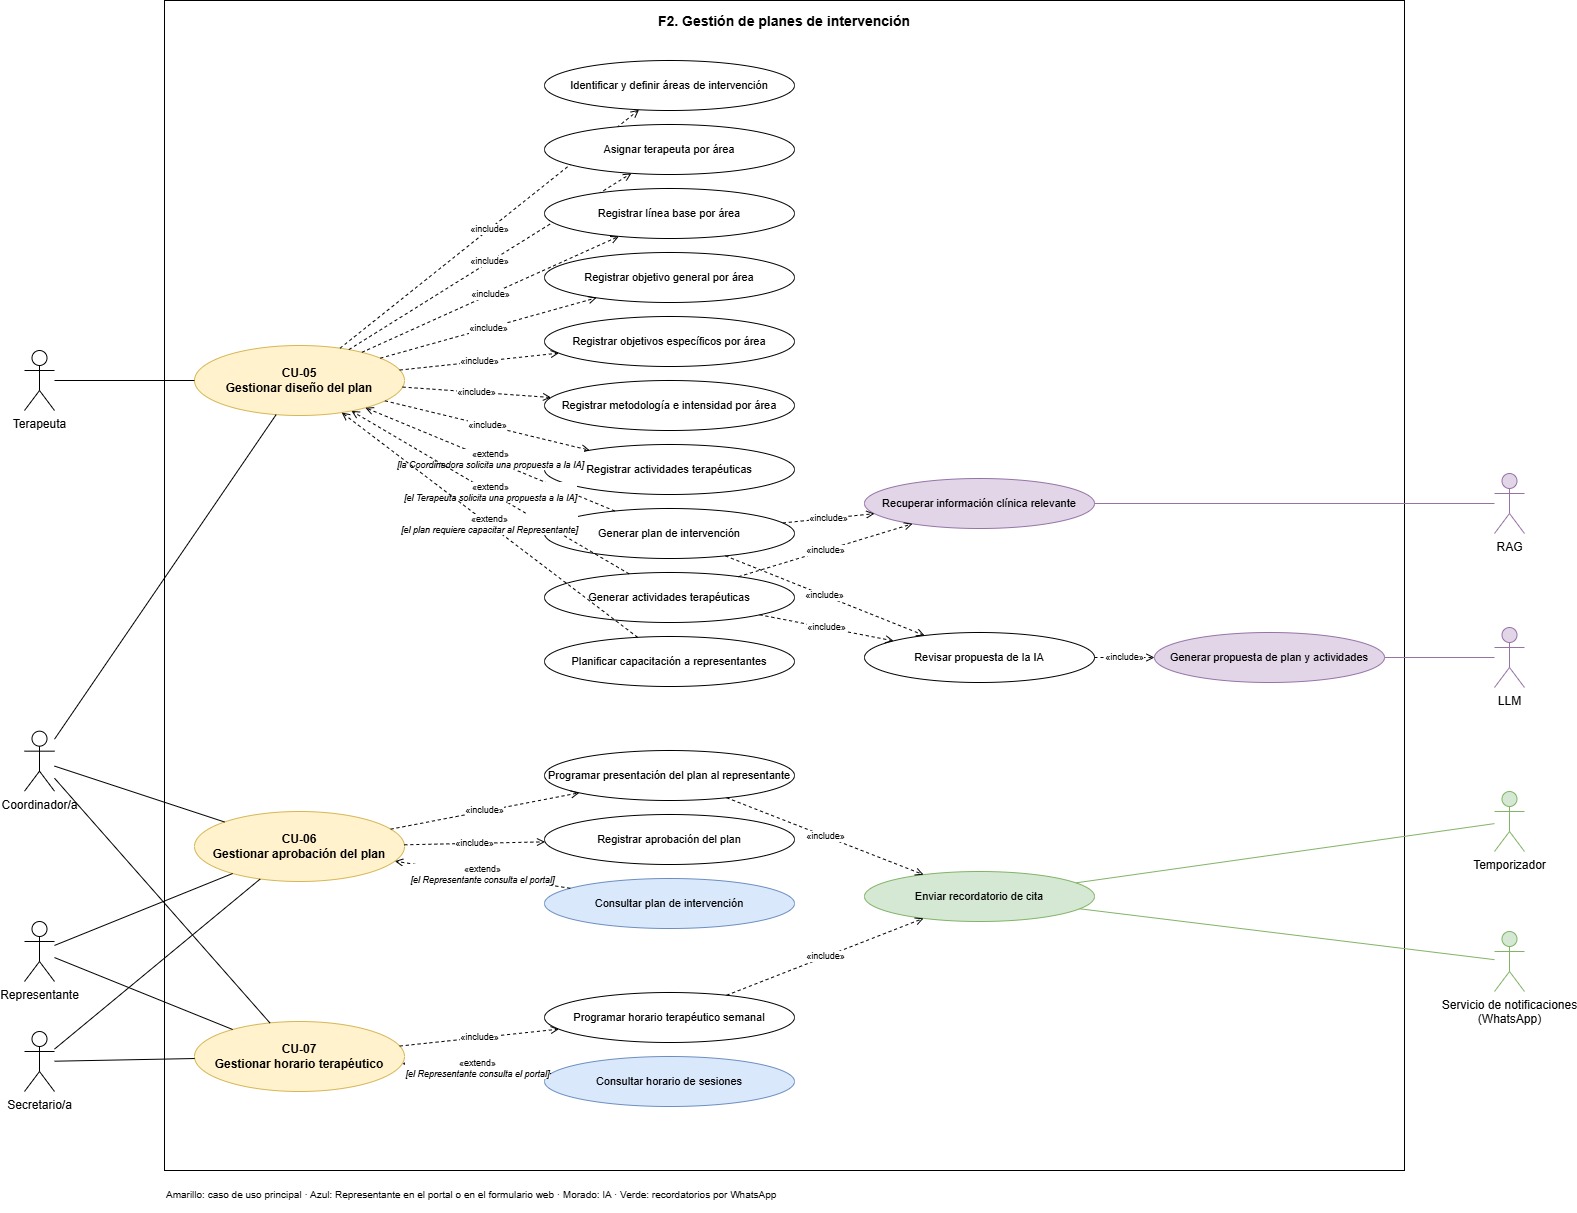 F2. Gestión de planes de intervención
Identificar y definir áreas de intervención
Asignar terapeuta por área
Registrar línea base por área
«include»
«include»
Registrar objetivo general por área
«include»
«include»
Registrar objetivos específicos por área
«include»
CU-05
Gestionar diseño del plan
Terapeuta
«include»
Registrar metodología e intensidad por área
«include»
«extend»
[la Coordinadora solicita una propuesta a la IA]
Registrar actividades terapéuticas
«extend»
[el Terapeuta solicita una propuesta a la IA]
«extend»
[el plan requiere capacitar al Representante]
Generar plan de intervención
«include»
Recuperar información clínica relevante
RAG
«include»
Generar actividades terapéuticas
«include»
«include»
Planificar capacitación a representantes
Revisar propuesta de la IA
«include»
Generar propuesta de plan y actividades
LLM
Coordinador/a
Programar presentación del plan al representante
«include»
«include»
CU-06
Gestionar aprobación del plan
«include»
Registrar aprobación del plan
«extend»
[el Representante consulta el portal]
Consultar plan de intervención
Enviar recordatorio de cita
Temporizador
Representante
«include»
Servicio de notificaciones
(WhatsApp)
Programar horario terapéutico semanal
«include»
CU-07
Gestionar horario terapéutico
«extend»
[el Representante consulta el portal]
Consultar horario de sesiones
Secretario/a
Amarillo: caso de uso principal · Azul: Representante en el portal o en el formulario web · Morado: IA · Verde: recordatorios por WhatsApp